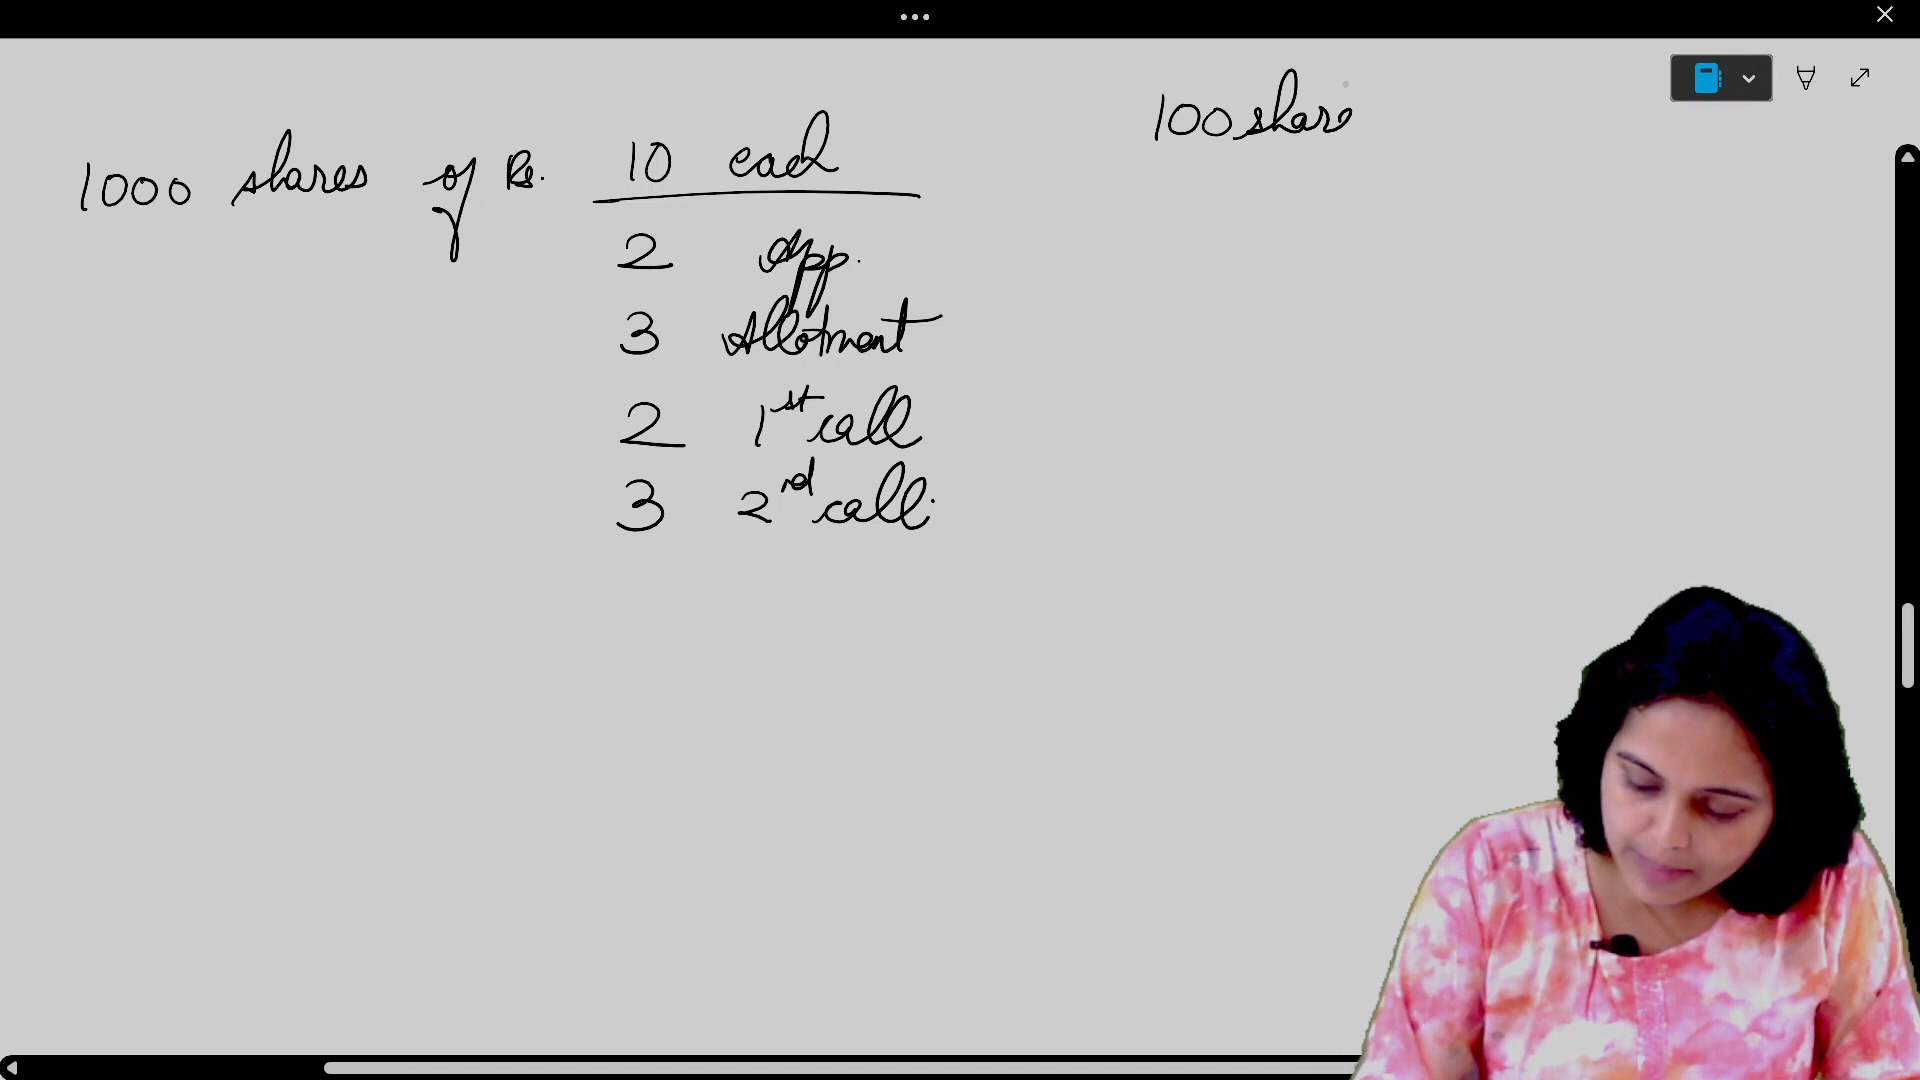 1000 shares of Rs. 10 each
2 App.
3 Allotment
2 1st call
3 2nd call.
100 share